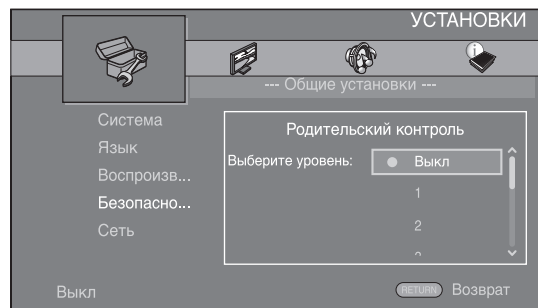 УСТАНОВКИ
--- Общие установки ---
Система
Язык
Воспроизв...
Безопасно...
Сеть
Родительский контроль
Выберите уровень:
Выкл
1
2
Выкл
RETURN Возврат